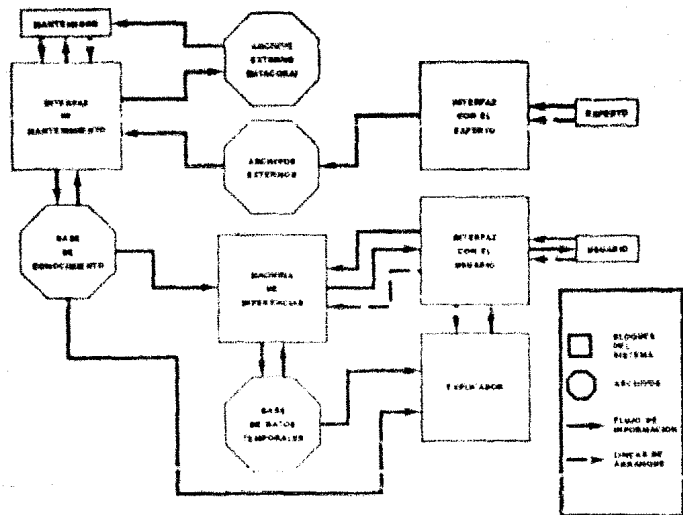 MANTENEDOR
ARCHIVO
EXTERNO
(BITACORA)
INTERFAZ
DE
MANTENIMIENTO
INTERFAZ
CON EL
EXPERTO
EXPERTO
ARCHIVOS
EXTERNOS
BASE
DE
CONOCIMIENTO
MAQUINA
DE
INFERENCIAS
INTERFAZ
CON EL
USUARIO
USUARIO
BASE
DE DATOS
TEMPORALES
EXPLICADOR
BLOQUES
DEL
SISTEMA
ARCHIVOS
FLUJO DE
INFORMACION
LINEAS DE
ARRANQUE